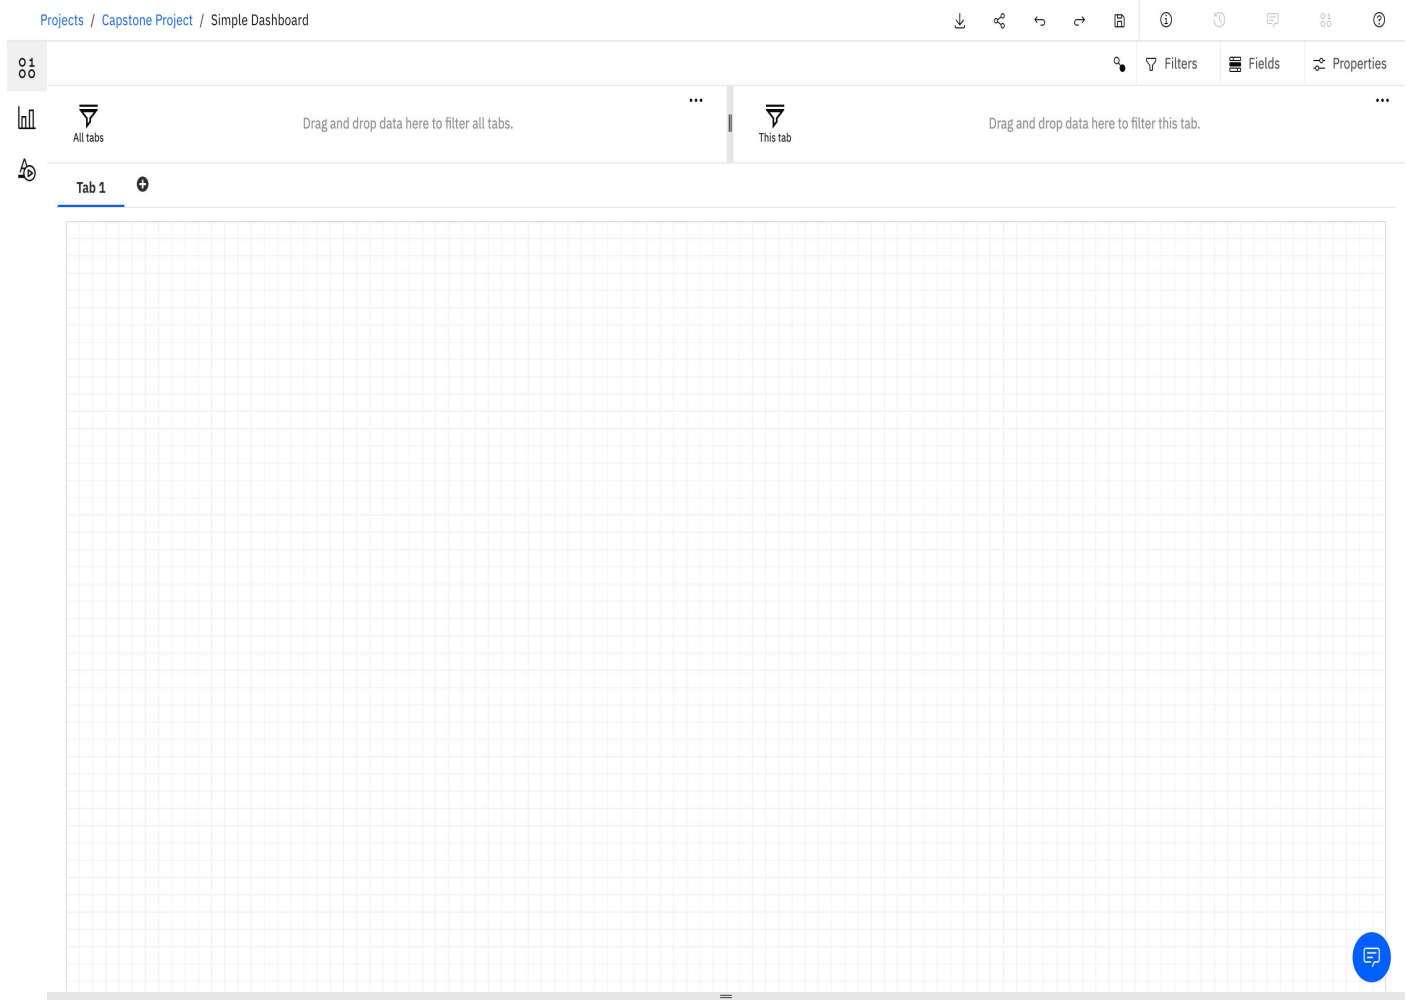 Projects / Capstone Project / Simple Dashboard
Filters
Fields
Properties
All tabs
Drag and drop data here to filter all tabs.
This tab
Drag and drop data here to filter this tab.
Tab 1